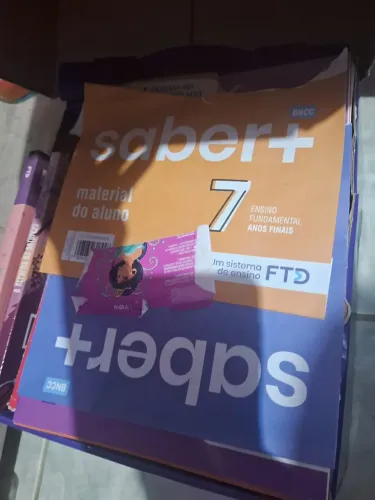 saber+
BNCC
material
do aluno
7
ENSINO
FUNDAMENTAL
ANOS FINAIS
Um sistema
de ensino
FTD
saber+
BNCC